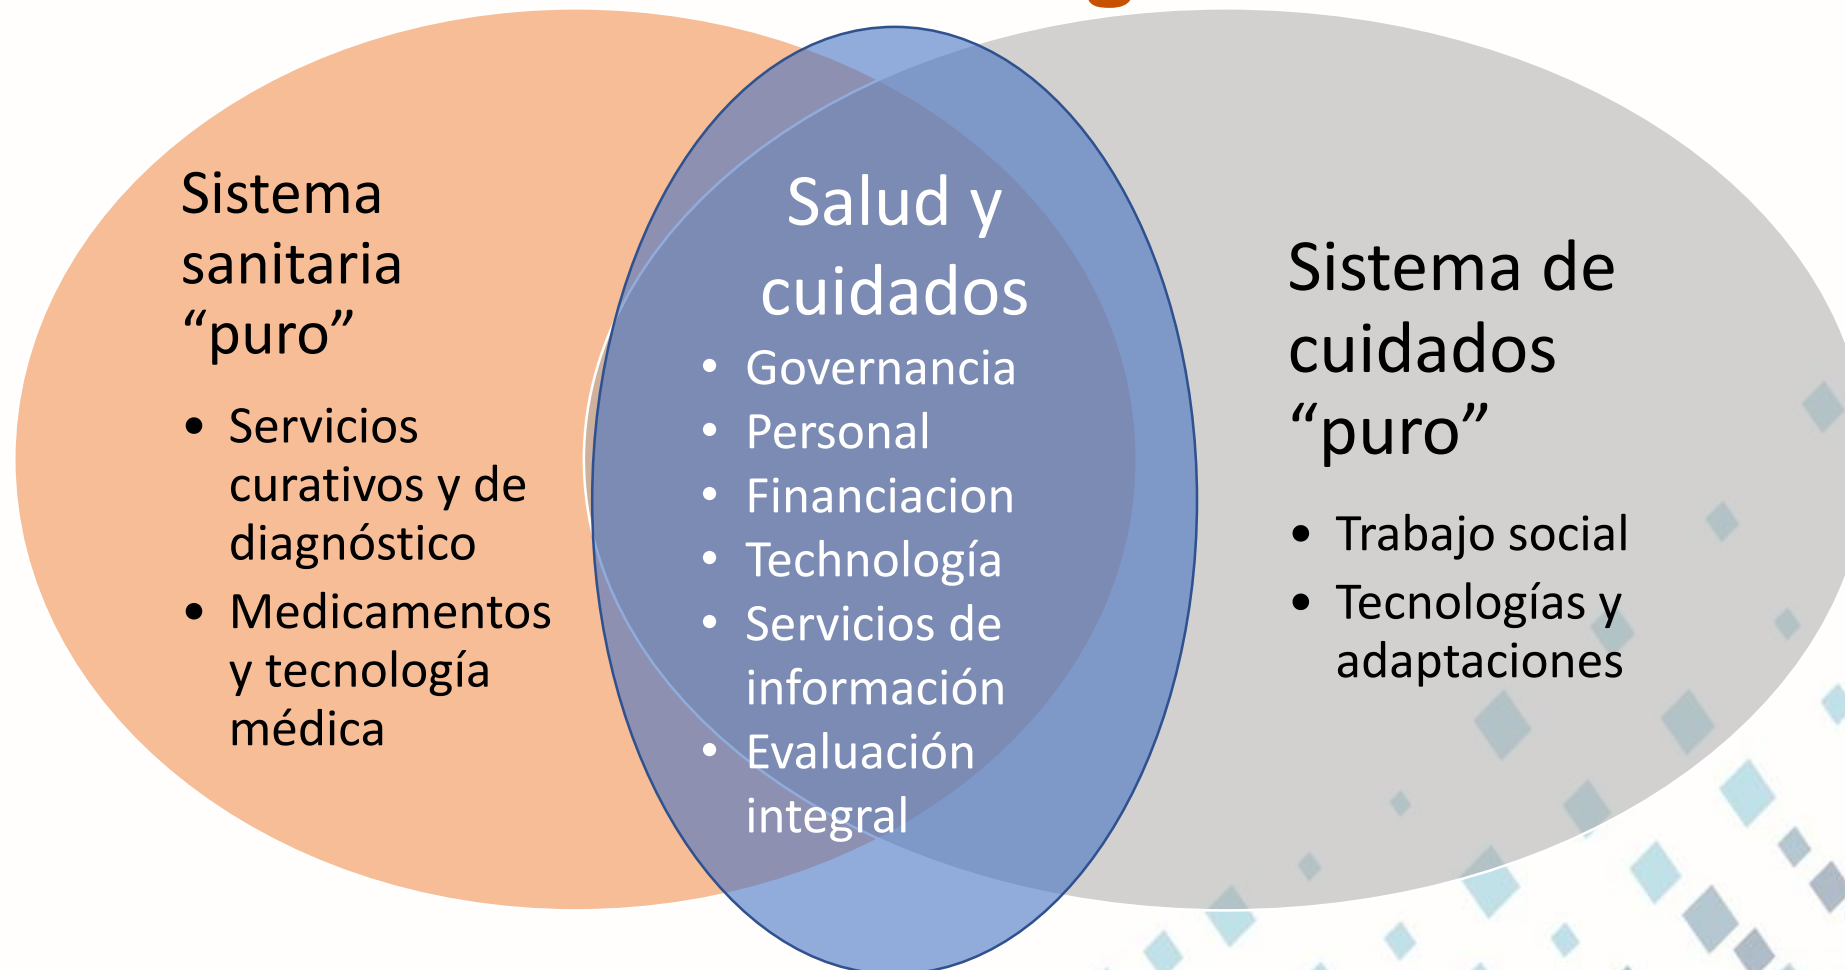 Sistema
sanitaria
“puro”
• Servicios
curativos y de
diagnóstico
• Medicamentos
y tecnología
médica
Salud y
cuidados
• Governancia
• Personal
• Financiacion
• Technología
• Servicios de
información
• Evaluación
integral
Sistema de
cuidados
“puro”
• Trabajo social
• Tecnologías y
adaptaciones